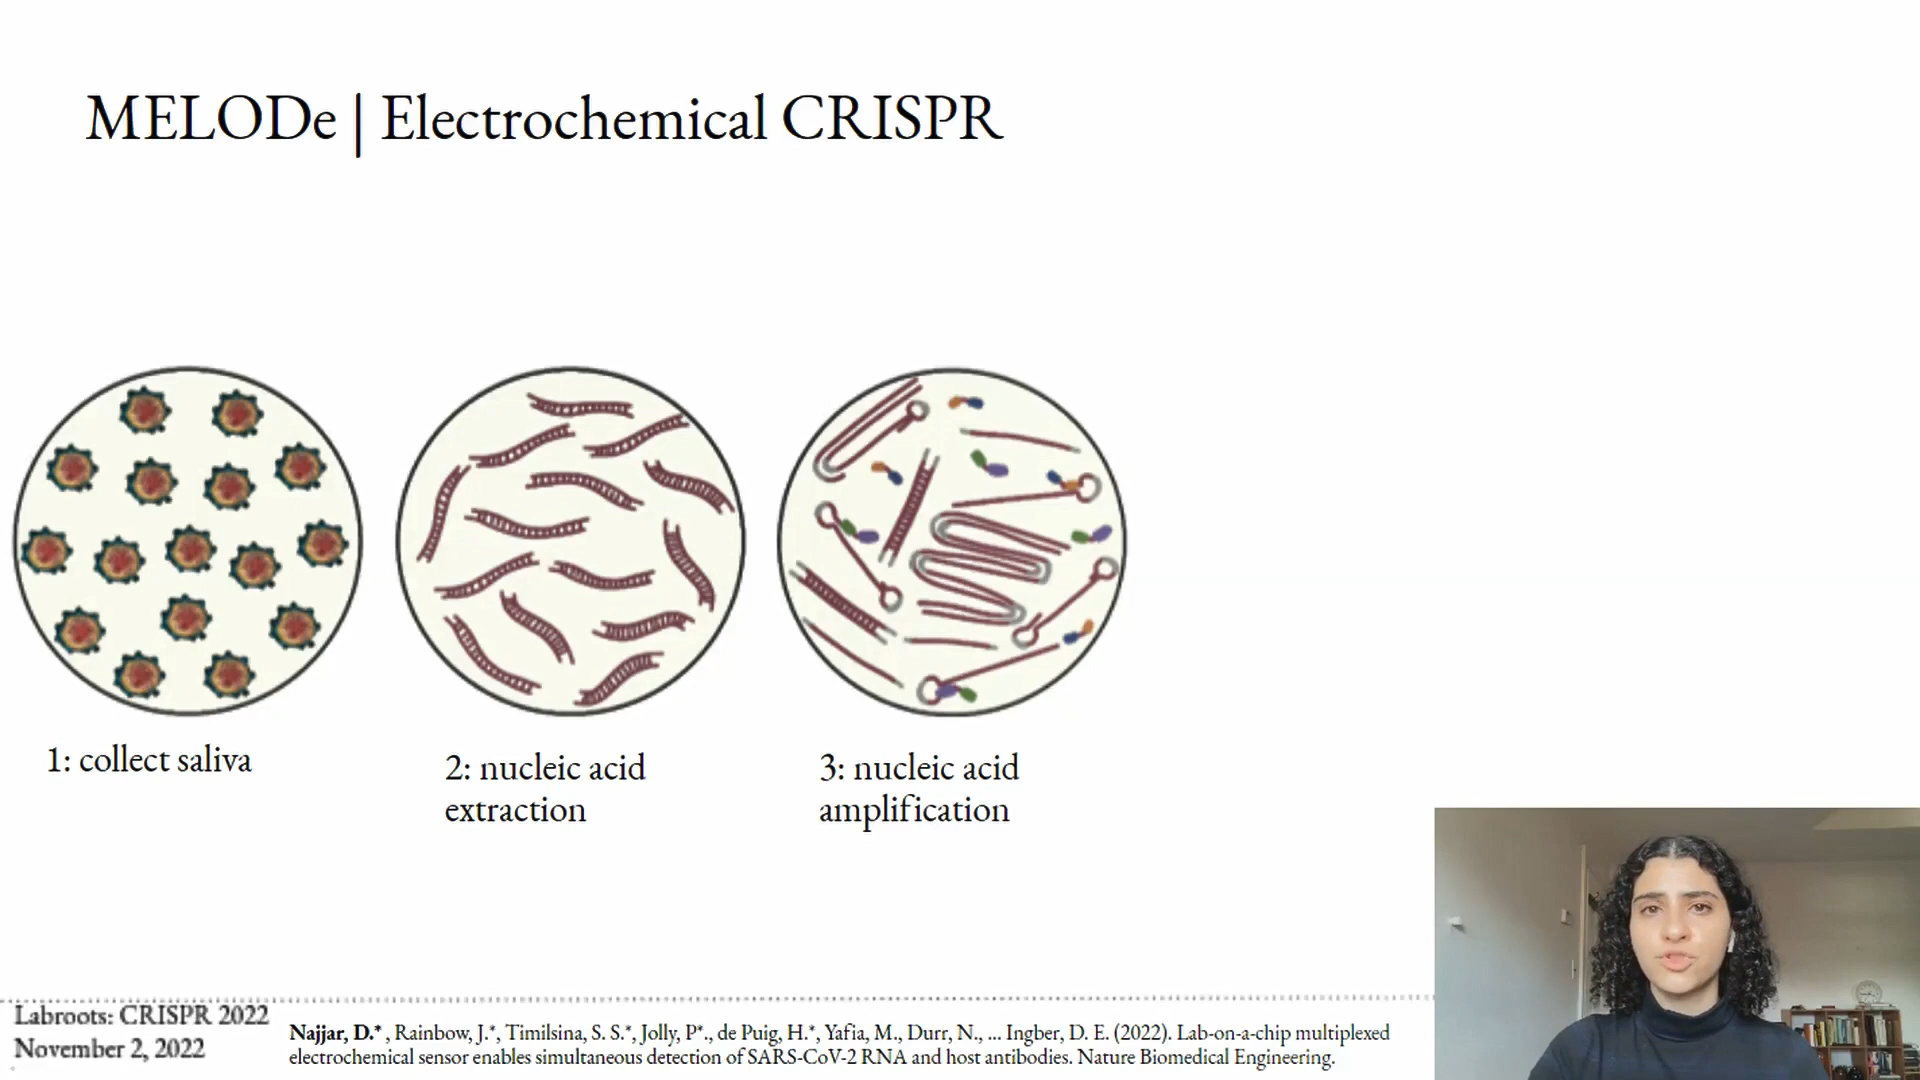 MELODe | Electrochemical CRISPR
1: collect saliva
2: nucleic acid
extraction
3: nucleic acid
amplification
Labroots: CRISPR 2022
November 2, 2022
Najjar, D.*, Rainbow, J.*, Timilsina, S. S.*, Jolly, P*., de Puig, H.*, Yafia, M., Durr, N., ... Ingber, D. E. (2022). Lab-on-a-chip multiplexed
electrochemical sensor enables simultaneous detection of SARS-CoV-2 RNA and host antibodies. Nature Biomedical Engineering.